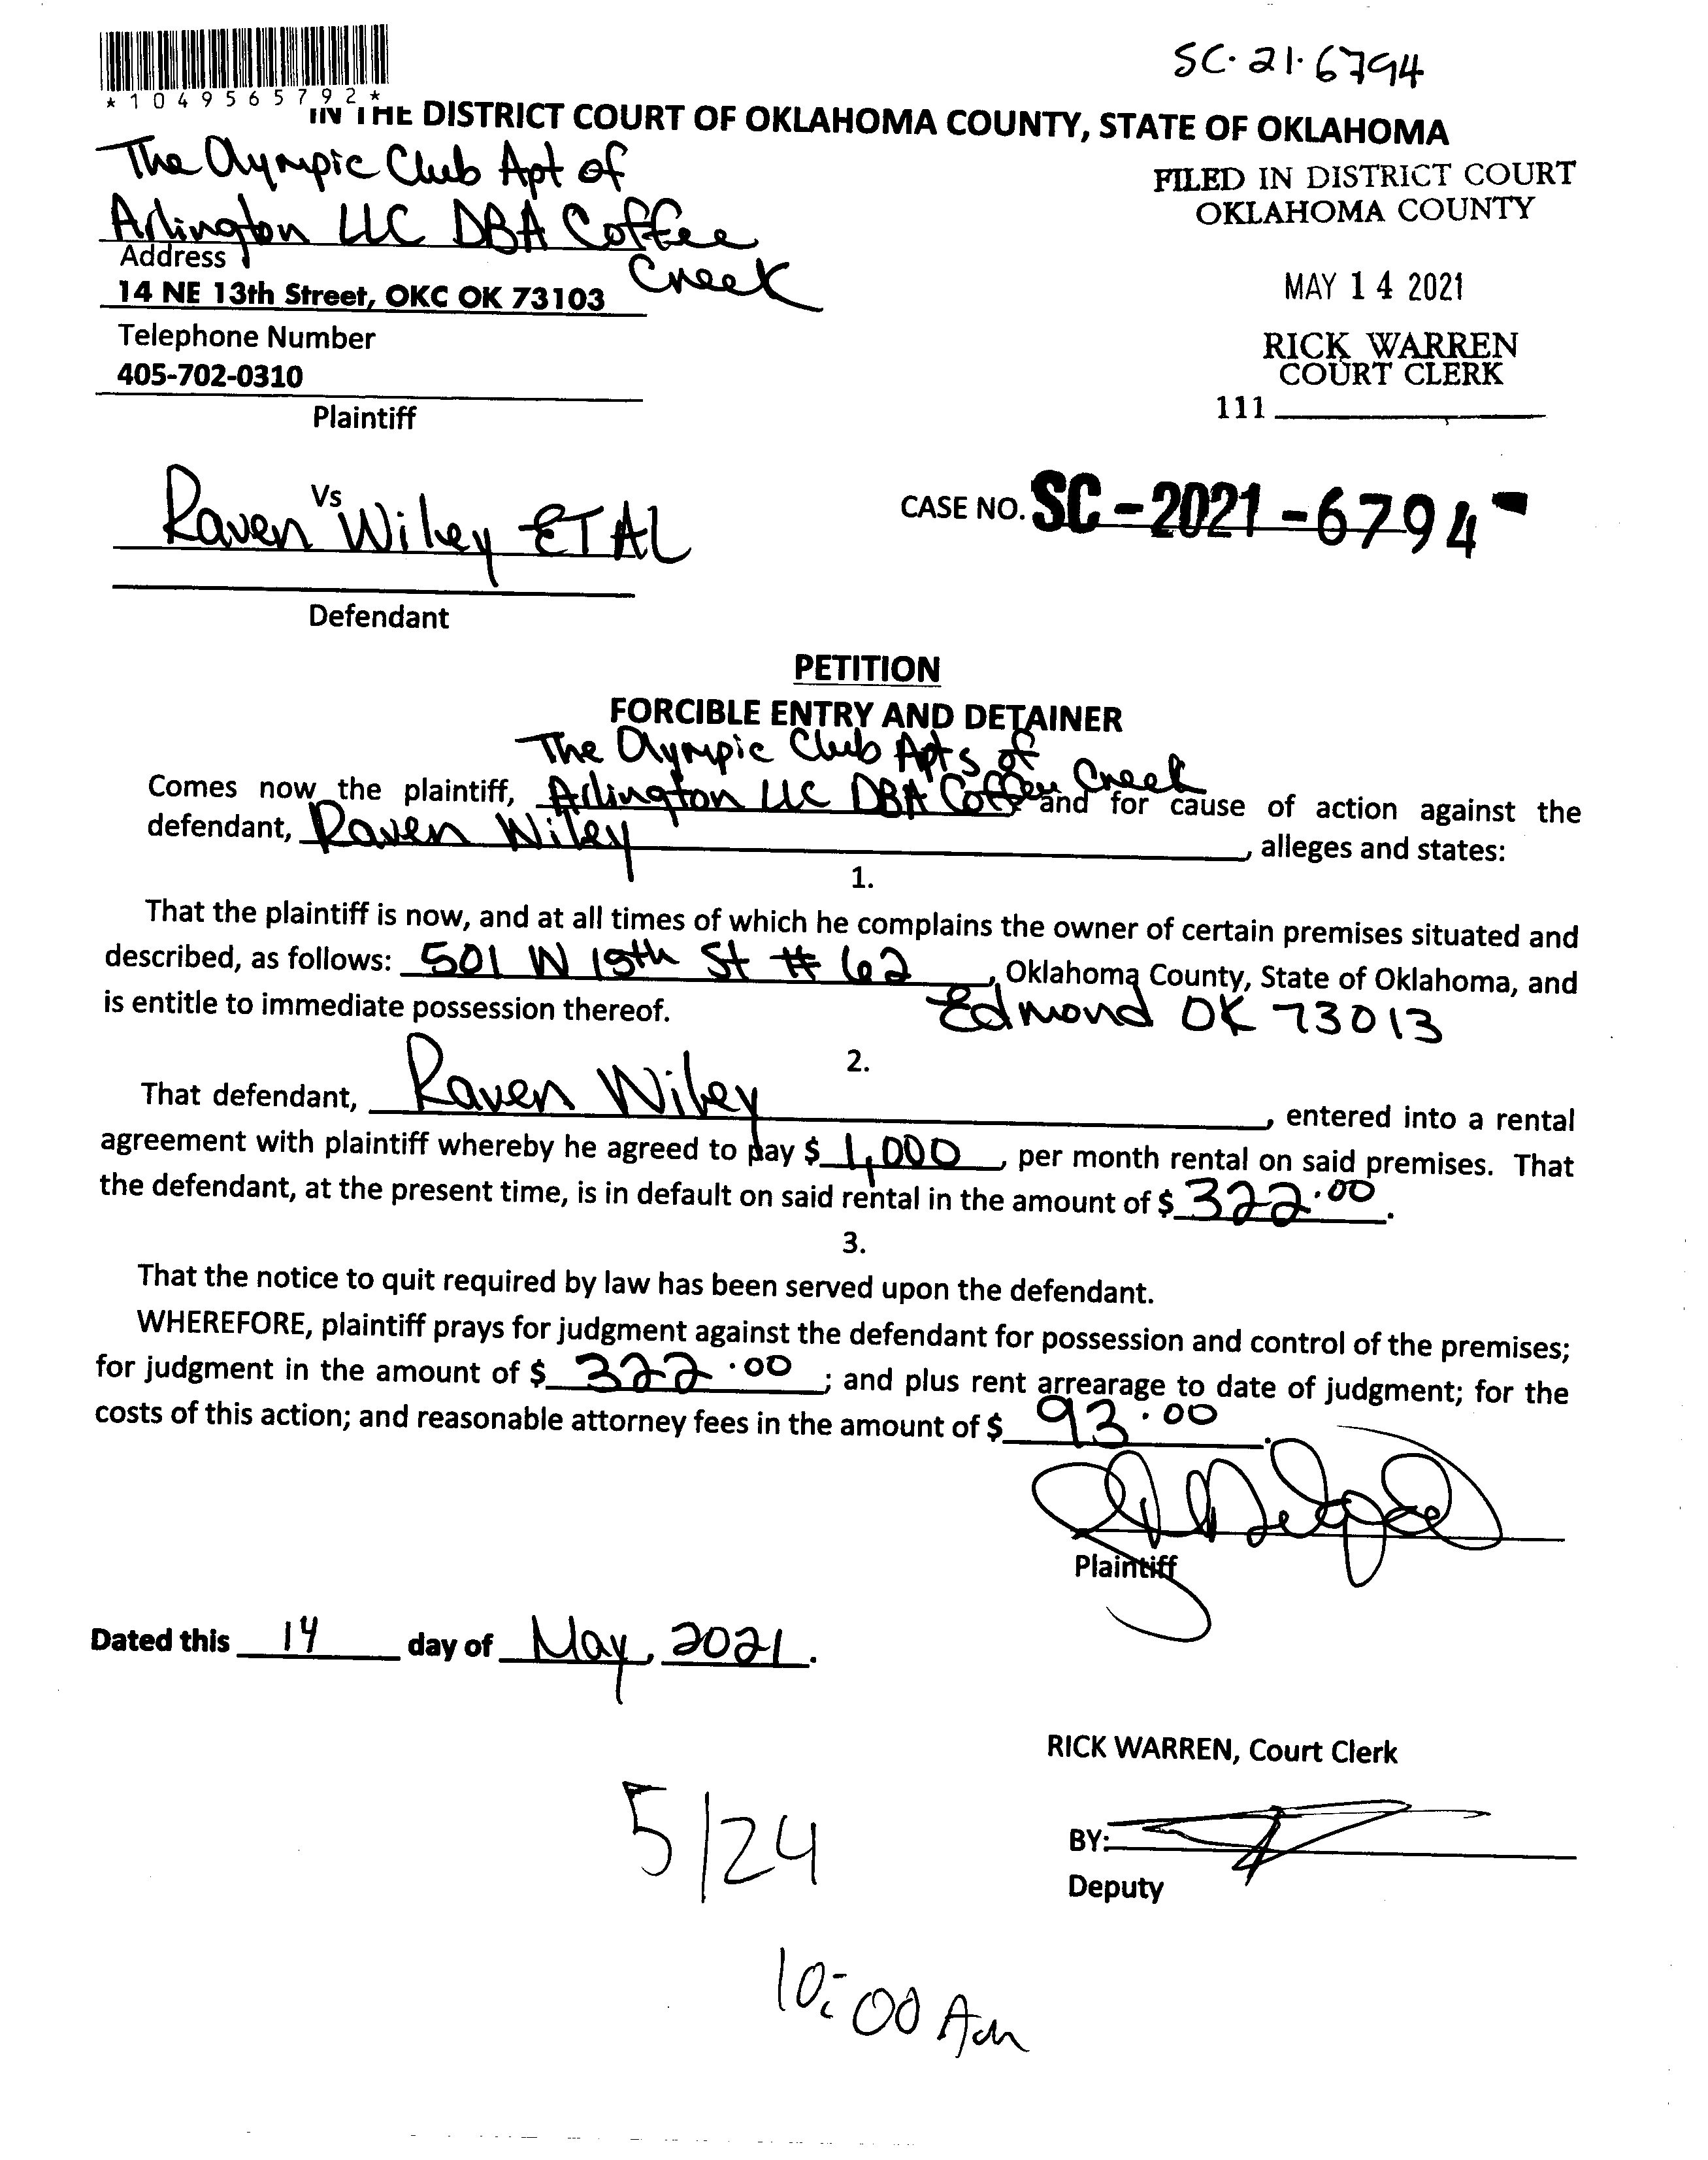 SC-21-6794
*1049565792*
IN THE DISTRICT COURT OF OKLAHOMA COUNTY, STATE OF OKLAHOMA
The Olympic Club Apt of
Arlington LLC DBA Coffee
Creek
Address
14 NE 13th Street, OKC OK 73103
Telephone Number
405-702-0310
Plaintiff
FILED IN DISTRICT COURT
OKLAHOMA COUNTY
MAY 14 2021
RICK WARREN
COURT CLERK
111
Vs
Raven Wiley ET AL
Defendant
CASE NO. SC-2021-6794-
PETITION
FORCIBLE ENTRY AND DETAINER
The Olympic Club Apts of
Comes now the plaintiff, Arlington LLC DBA Coffee Creek and for cause of action against the
defendant, Raven Wiley, alleges and states:
1.
That the plaintiff is now, and at all times of which he complains the owner of certain premises situated and
described, as follows: 501 W 15th St # 62, Oklahoma County, State of Oklahoma, and
is entitle to immediate possession thereof. Edmond OK 73013
2.
That defendant, Raven Wiley, entered into a rental
agreement with plaintiff whereby he agreed to pay $ 1,000, per month rental on said premises. That
the defendant, at the present time, is in default on said rental in the amount of $ 322.00.
3.
That the notice to quit required by law has been served upon the defendant.
WHEREFORE, plaintiff prays for judgment against the defendant for possession and control of the premises;
for judgment in the amount of $ 322.00; and plus rent arrearage to date of judgment; for the
costs of this action; and reasonable attorney fees in the amount of $ 93.00.
Plaintiff
Dated this 14 day of May, 2021.
RICK WARREN, Court Clerk
BY:
Deputy
5/24
10:00 Am